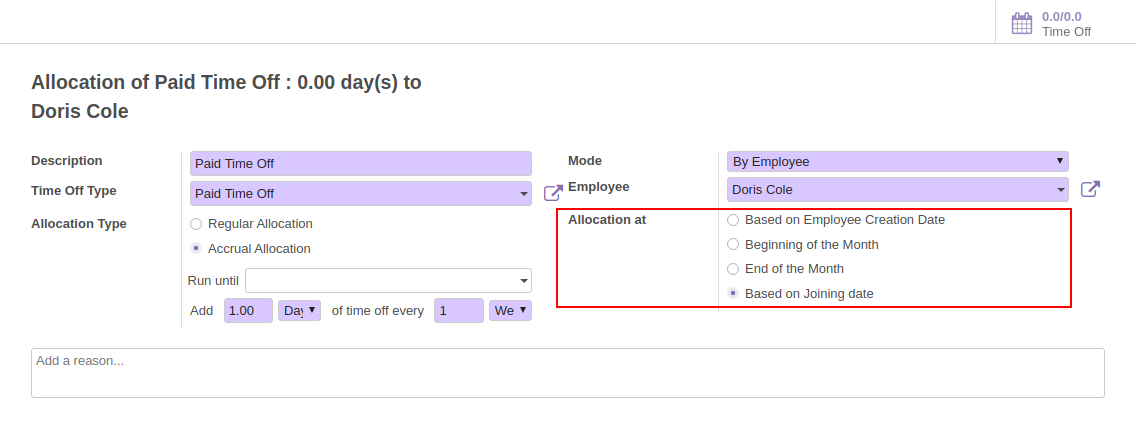 0.0/0.0
Time Off
Allocation of Paid Time Off : 0.00 day(s) to
Doris Cole
Description
Paid Time Off
Time Off Type
Paid Time Off
Allocation Type
Regular Allocation
Accrual Allocation
Run until
Add 1.00 Day of time off every 1 We
Mode
By Employee
Employee
Doris Cole
Allocation at
Based on Employee Creation Date
Beginning of the Month
End of the Month
Based on Joining date
Add a reason...